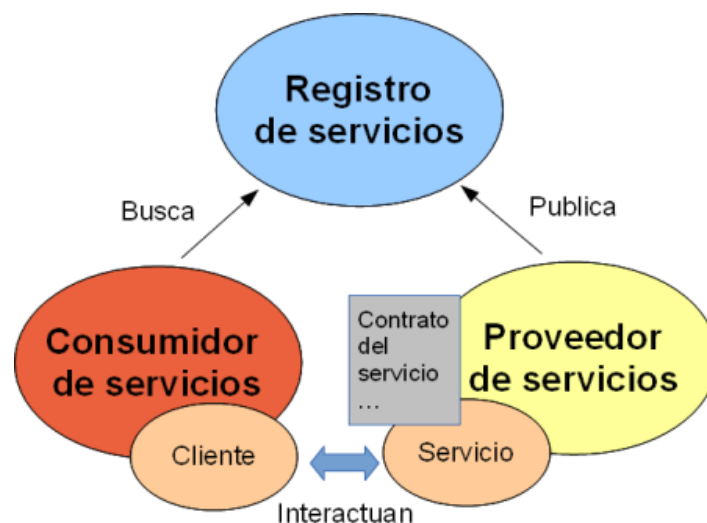 Registro
de servicios
Busca
Publica
Consumidor
de servicios
Contrato
del
servicio
...
Proveedor
de servicios
Cliente
Servicio
Interactuan